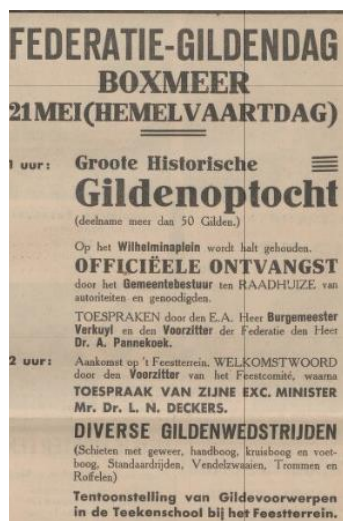 FEDERATIE-GILDENDAG
BOXMEER
21 MEI (HEMELVAARTDAG)
1 uur: Groote Historische
Gildenoptocht
(deelname meer dan 50 Gilden.)
Op het Wilhelminaplein wordt halt gehouden.
OFFICIËELE ONTVANGST
door het Gemeentebestuur ten RAADHUIZE van
autoriteiten en genoodigden.
TOESPRAKEN door den E.A. Heer Burgemeester
Verkuyl en den Voorzitter der Federatie den Heer
Dr. A. Pannekoek.
2 uur: Aankomst op 't Feestterrein. WELKOMSTWOORD
door den Voorzitter van het Feestcomité, waarna
TOESPRAAK VAN ZIJNE EXC. MINISTER
Mr. Dr. L. N. DECKERS.
DIVERSE GILDENWEDSTRIJDEN
(Schieten met geweer, handboog, kruisboog en voet-
boog, Standaardrijden, Vendelzwaaien, Trommen en
Roffelen)
Tentoonstelling van Gildevoorwerpen
in de Teekenschool bij het Feestterrein.